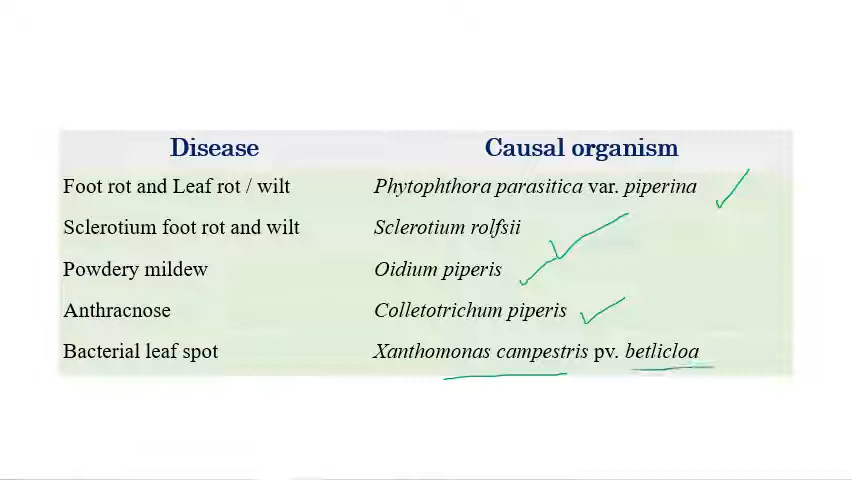 Disease Causal organism
Foot rot and Leaf rot / wilt Phytophthora parasitica var. piperina
Sclerotium foot rot and wilt Sclerotium rolfsii
Powdery mildew Oidium piperis
Anthracnose Colletotrichum piperis
Bacterial leaf spot Xanthomonas campestris pv. betlicloa